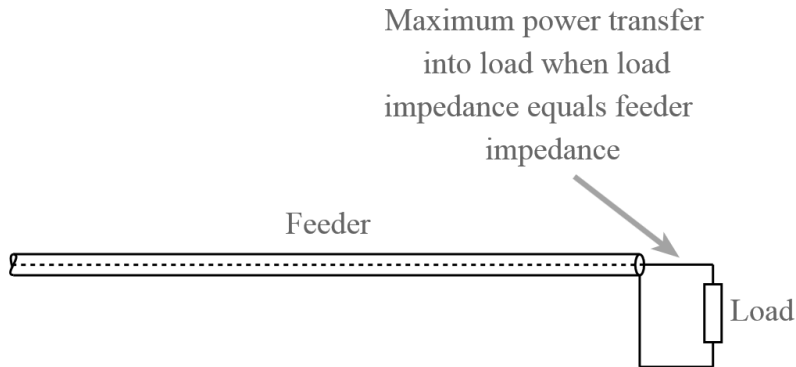 Maximum power transfer
into load when load
impedance equals feeder
impedance
Feeder
Load